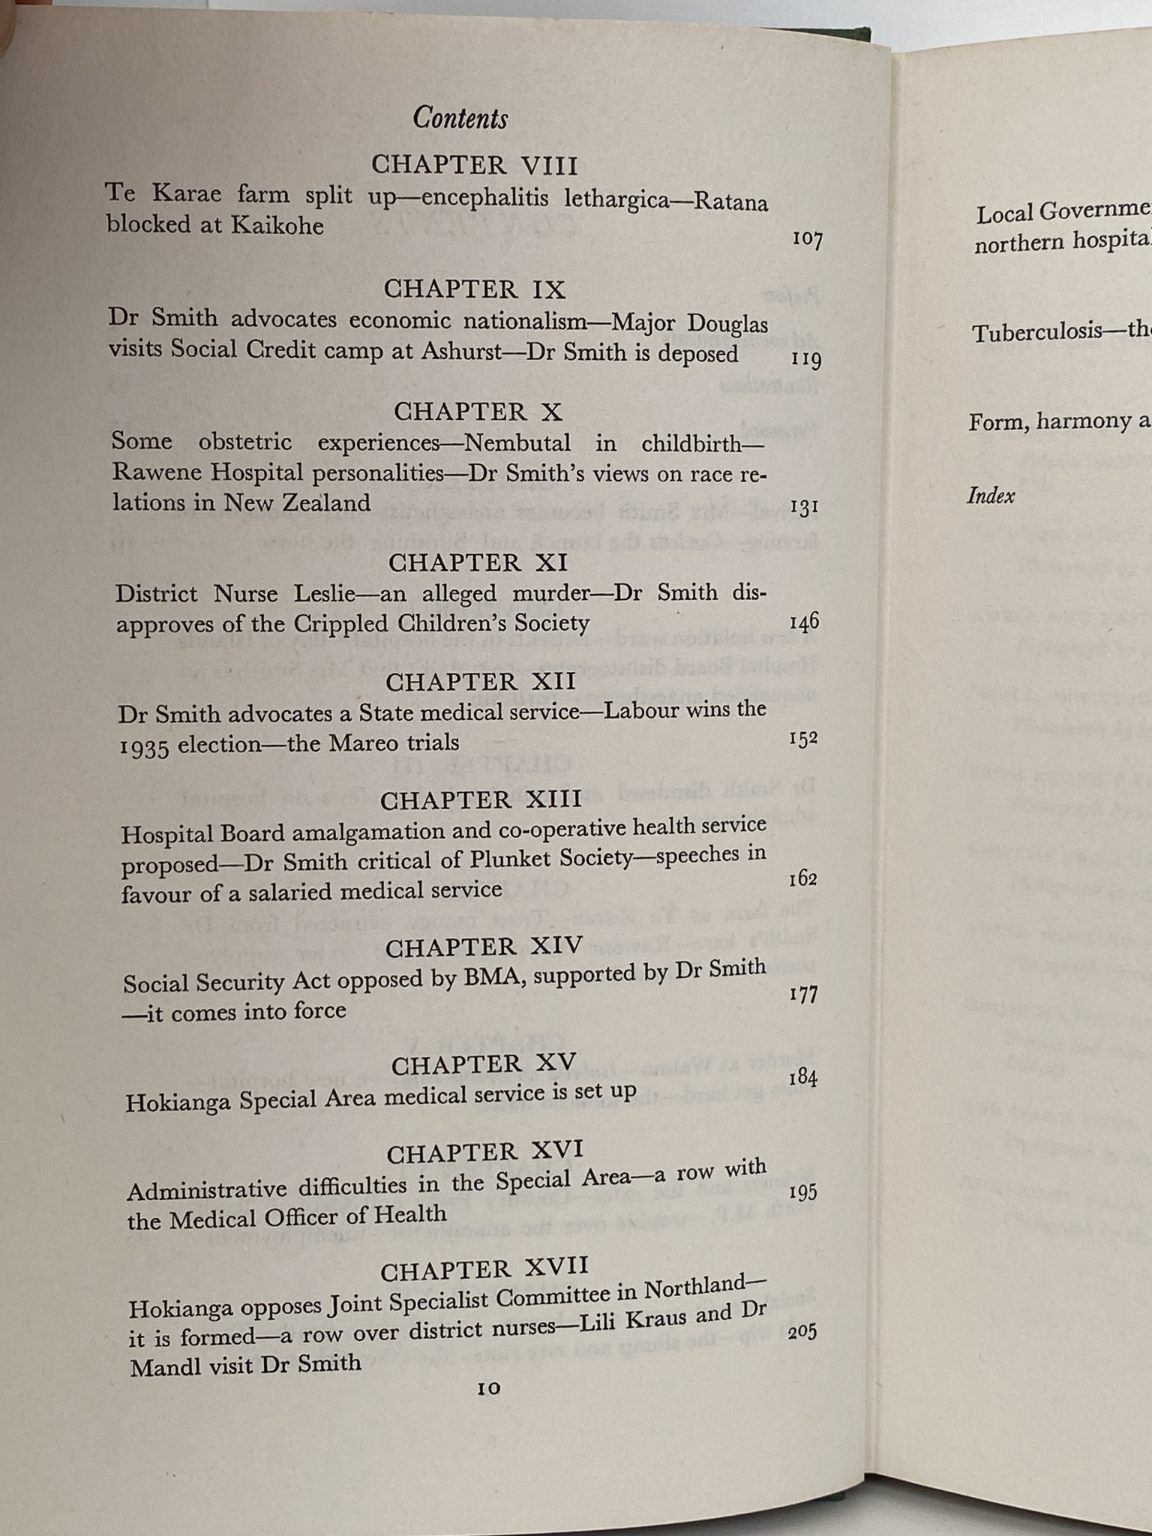 Contents
CHAPTER VIII
Te Karae farm split up—encephalitis lethargica—Ratana
blocked at Kaikohe 107
CHAPTER IX
Dr Smith advocates economic nationalism—Major Douglas
visits Social Credit camp at Ashurst—Dr Smith is deposed 119
CHAPTER X
Some obstetric experiences—Nembutal in childbirth—
Rawene Hospital personalities—Dr Smith's views on race re-
lations in New Zealand 131
CHAPTER XI
District Nurse Leslie—an alleged murder—Dr Smith dis-
approves of the Crippled Children's Society 146
CHAPTER XII
Dr Smith advocates a State medical service—Labour wins the
1935 election—the Mareo trials 152
CHAPTER XIII
Hospital Board amalgamation and co-operative health service
proposed—Dr Smith critical of Plunket Society—speeches in
favour of a salaried medical service 162
CHAPTER XIV
Social Security Act opposed by BMA, supported by Dr Smith
—it comes into force 177
CHAPTER XV
Hokianga Special Area medical service is set up 184
CHAPTER XVI
Administrative difficulties in the Special Area—a row with
the Medical Officer of Health 195
CHAPTER XVII
Hokianga opposes Joint Specialist Committee in Northland—
it is formed—a row over district nurses—Lili Kraus and Dr
Mandl visit Dr Smith 205
10
Local
northern
Tuberculosis—
Form, harmony
Index